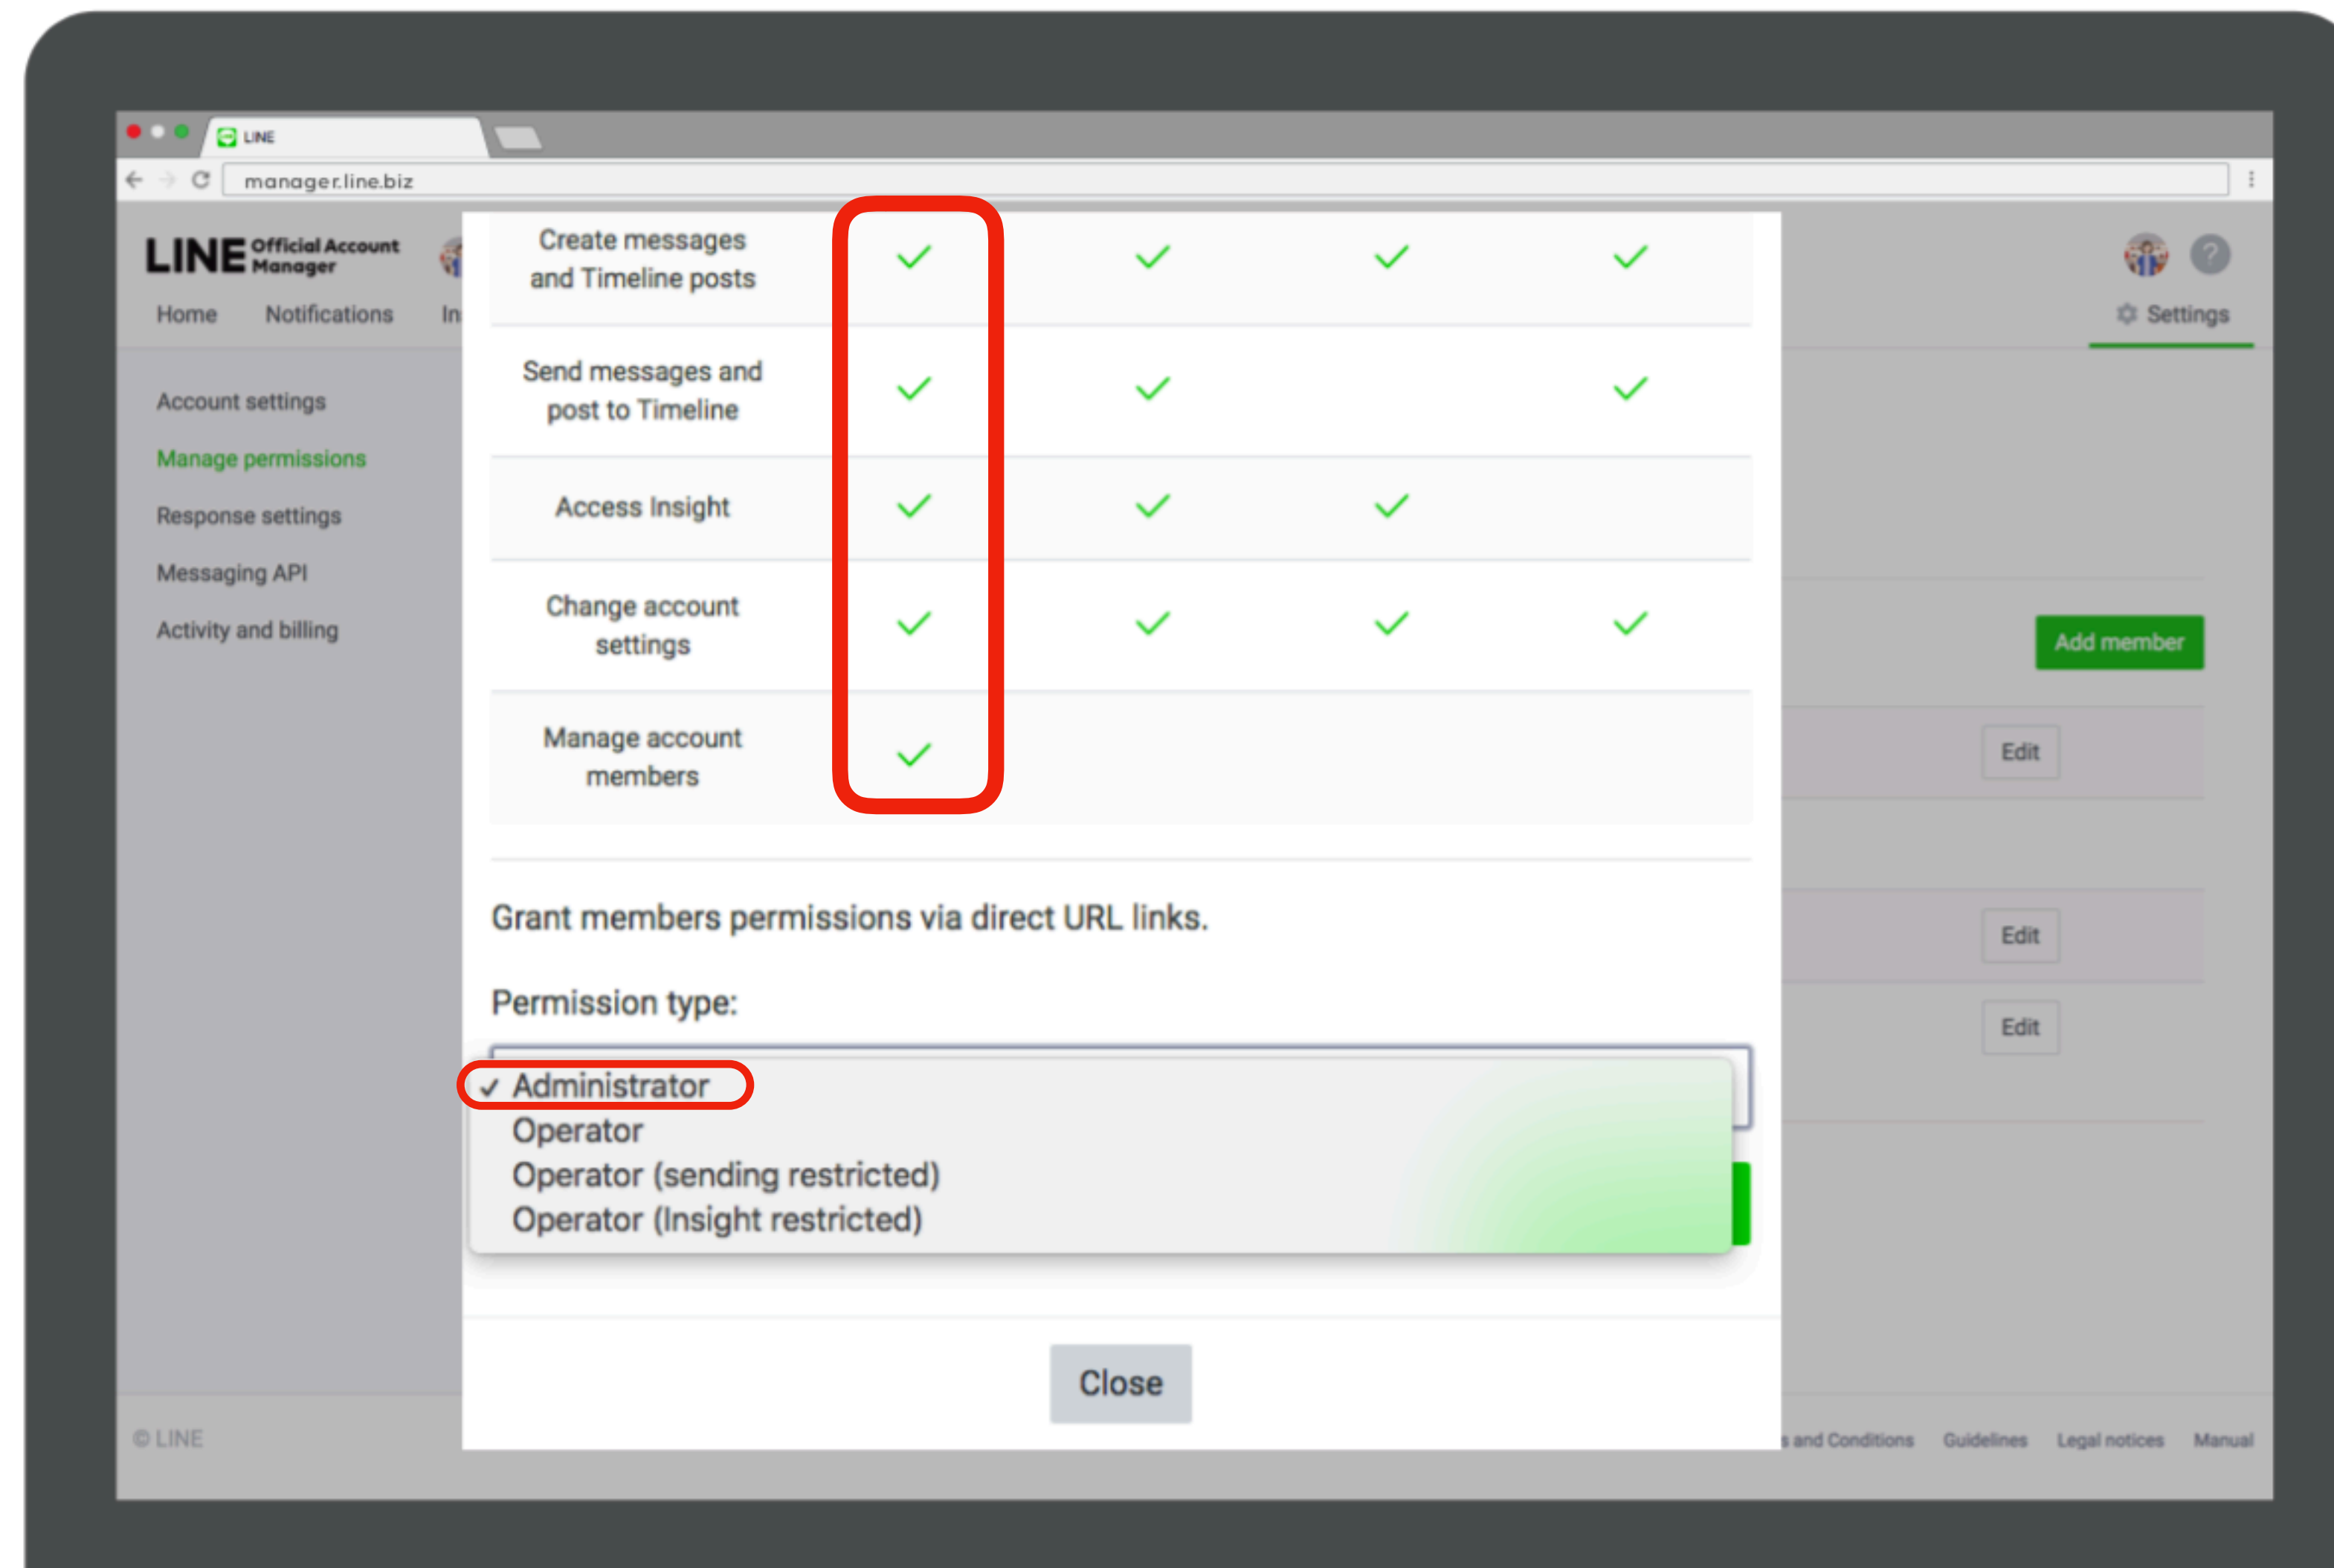 LINE
manager.line.biz
LINE Official Account
Manager
Home Notifications In
Settings
Account settings
Manage permissions
Response settings
Messaging API
Activity and billing
Create messages
and Timeline posts
Send messages and
post to Timeline
Access Insight
Change account
settings
Manage account
members
Add member
Edit
Edit
Edit
Grant members permissions via direct URL links.
Permission type:
✓ Administrator
Operator
Operator (sending restricted)
Operator (Insight restricted)
Close
© LINE
s and Conditions Guidelines Legal notices Manual